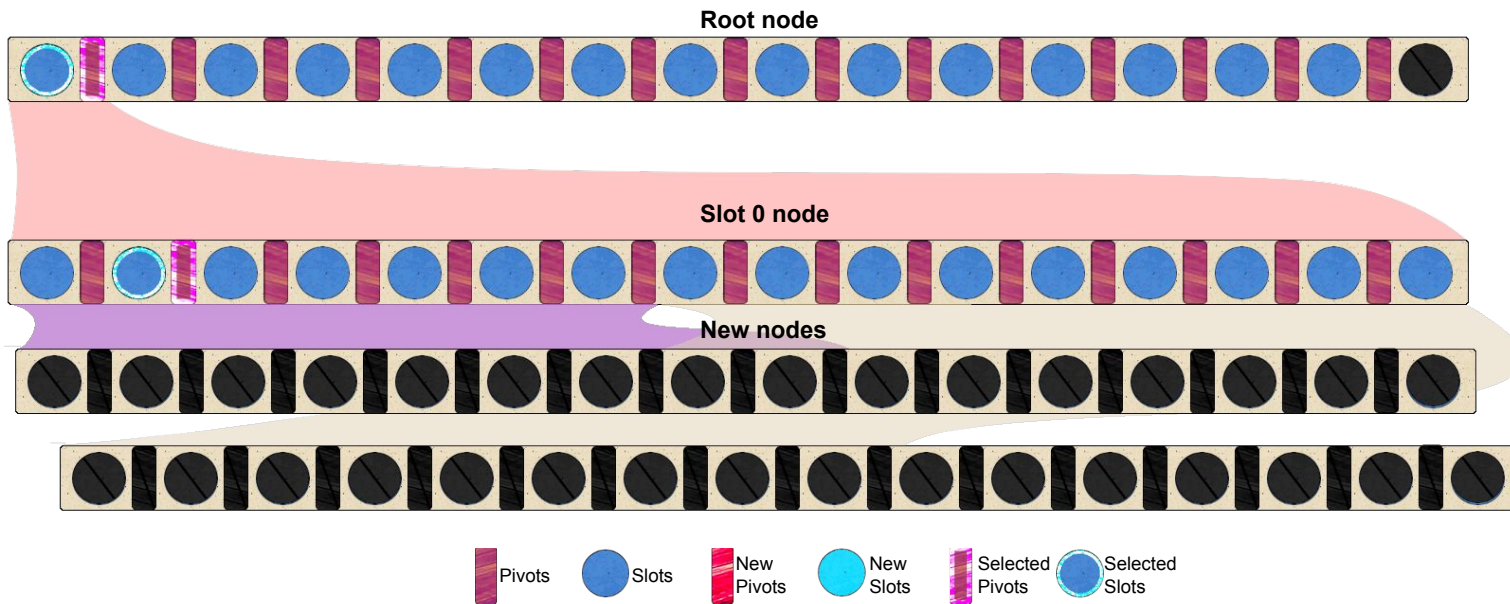 Root node
Slot 0 node
New nodes
Pivots
Slots
New
Pivots
New
Slots
Selected
Pivots
Selected
Slots